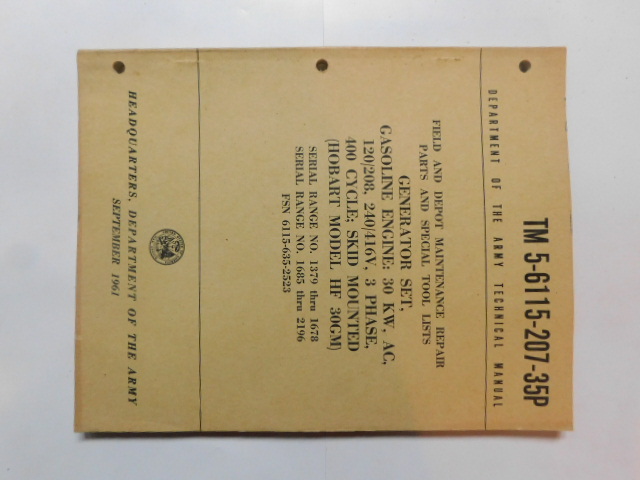 TM 5-6115-207-35P
DEPARTMENT OF THE ARMY TECHNICAL MANUAL
FIELD AND DEPOT MAINTENANCE REPAIR
PARTS AND SPECIAL TOOL LISTS
GENERATOR SET,
GASOLINE ENGINE: 30 KW, AC,
120/208, 240/416V, 3 PHASE,
400 CYCLE; SKID MOUNTED
(HOBART MODEL HF 30GM)
SERIAL RANGE NO. 1379 thru 1678
SERIAL RANGE NO. 1685 thru 2196
FSN 6115-635-2523
HEADQUARTERS, DEPARTMENT OF THE ARMY
SEPTEMBER 1961